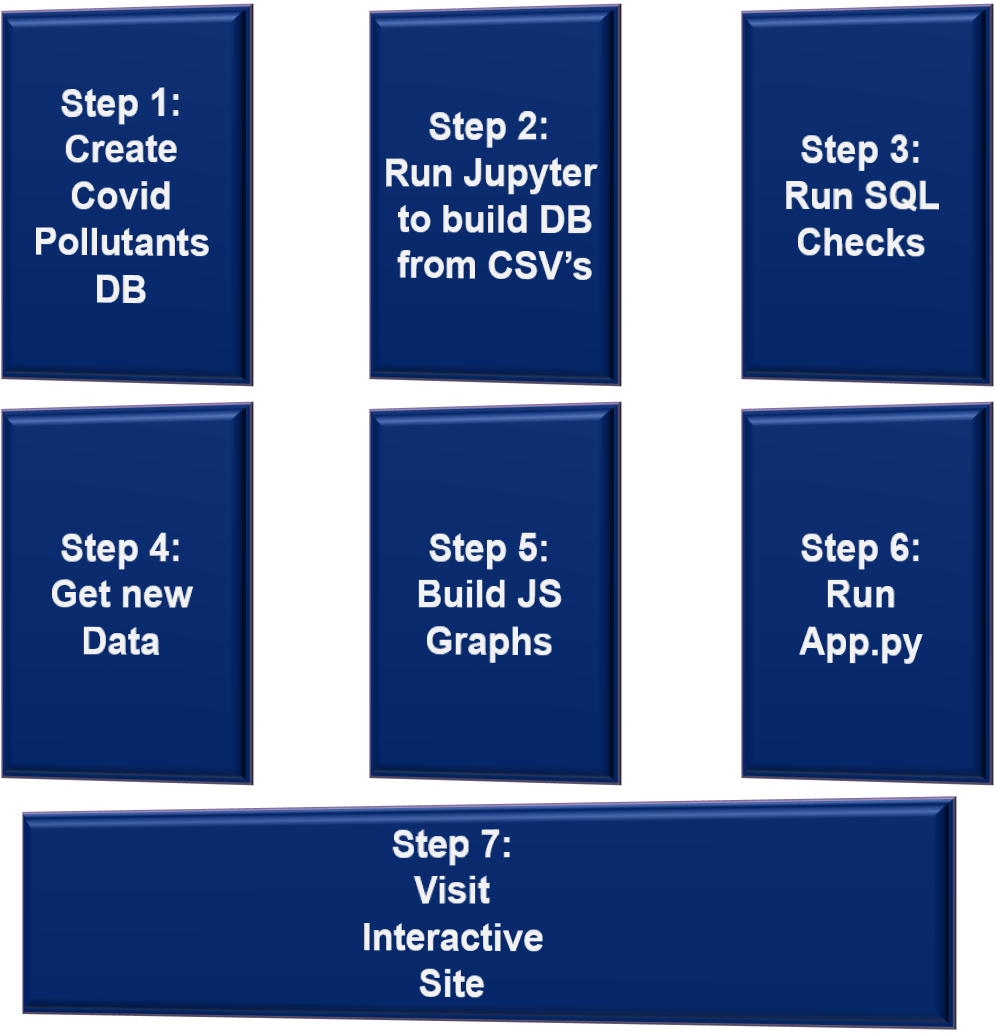 Step 1:
Create
Covid
Pollutants
DB
Step 2:
Run Jupyter
to build DB
from CSV’s
Step 3:
Run SQL
Checks
Step 4:
Get new
Data
Step 5:
Build JS
Graphs
Step 6:
Run
App.py
Step 7:
Visit
Interactive
Site